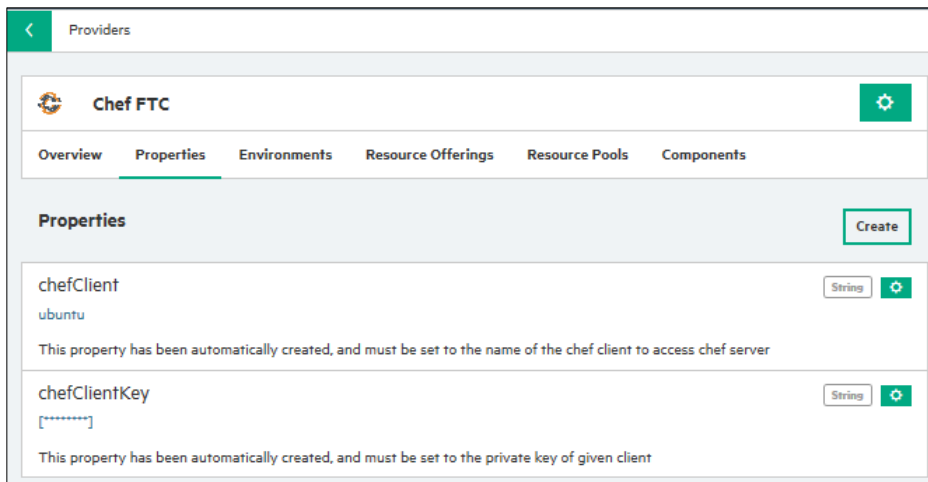 Providers
Chef FTC
Overview Properties Environments Resource Offerings Resource Pools Components
Properties
Create
chefClient
String
ubuntu
This property has been automatically created, and must be set to the name of the chef client to access chef server
chefClientKey
String
[********]
This property has been automatically created, and must be set to the private key of given client